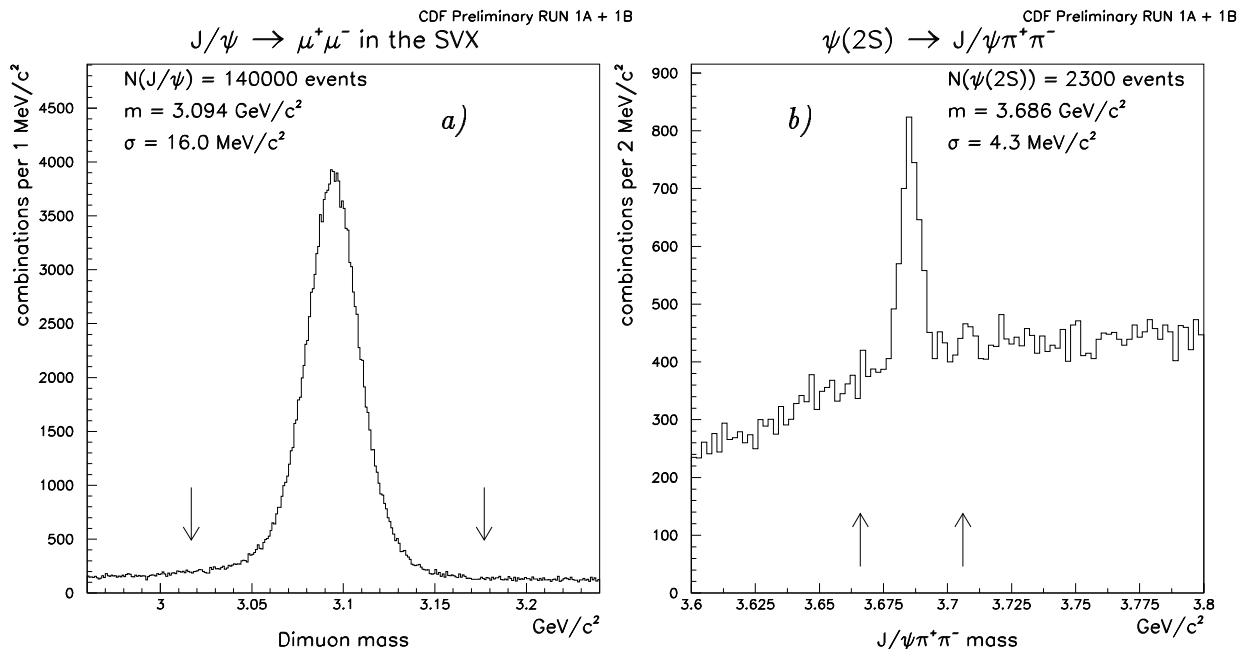 CDF Preliminary RUN 1A + 1B
J/ψ → μ⁺μ⁻ in the SVX
N(J/ψ) = 140000 events
m = 3.094 GeV/c²
σ = 16.0 MeV/c²
a)
combinations per 1 MeV/c²
4500
4000
3500
3000
2500
2000
1500
1000
500
0
3
3.05
3.1
3.15
3.2
GeV/c²
Dimuon mass
CDF Preliminary RUN 1A + 1B
ψ(2S) → J/ψπ⁺π⁻
N(ψ(2S)) = 2300 events
m = 3.686 GeV/c²
σ = 4.3 MeV/c²
b)
combinations per 2 MeV/c²
900
800
700
600
500
400
300
200
100
0
3.6
3.625
3.65
3.675
3.7
3.725
3.75
3.775
3.8
GeV/c²
J/ψπ⁺π⁻ mass